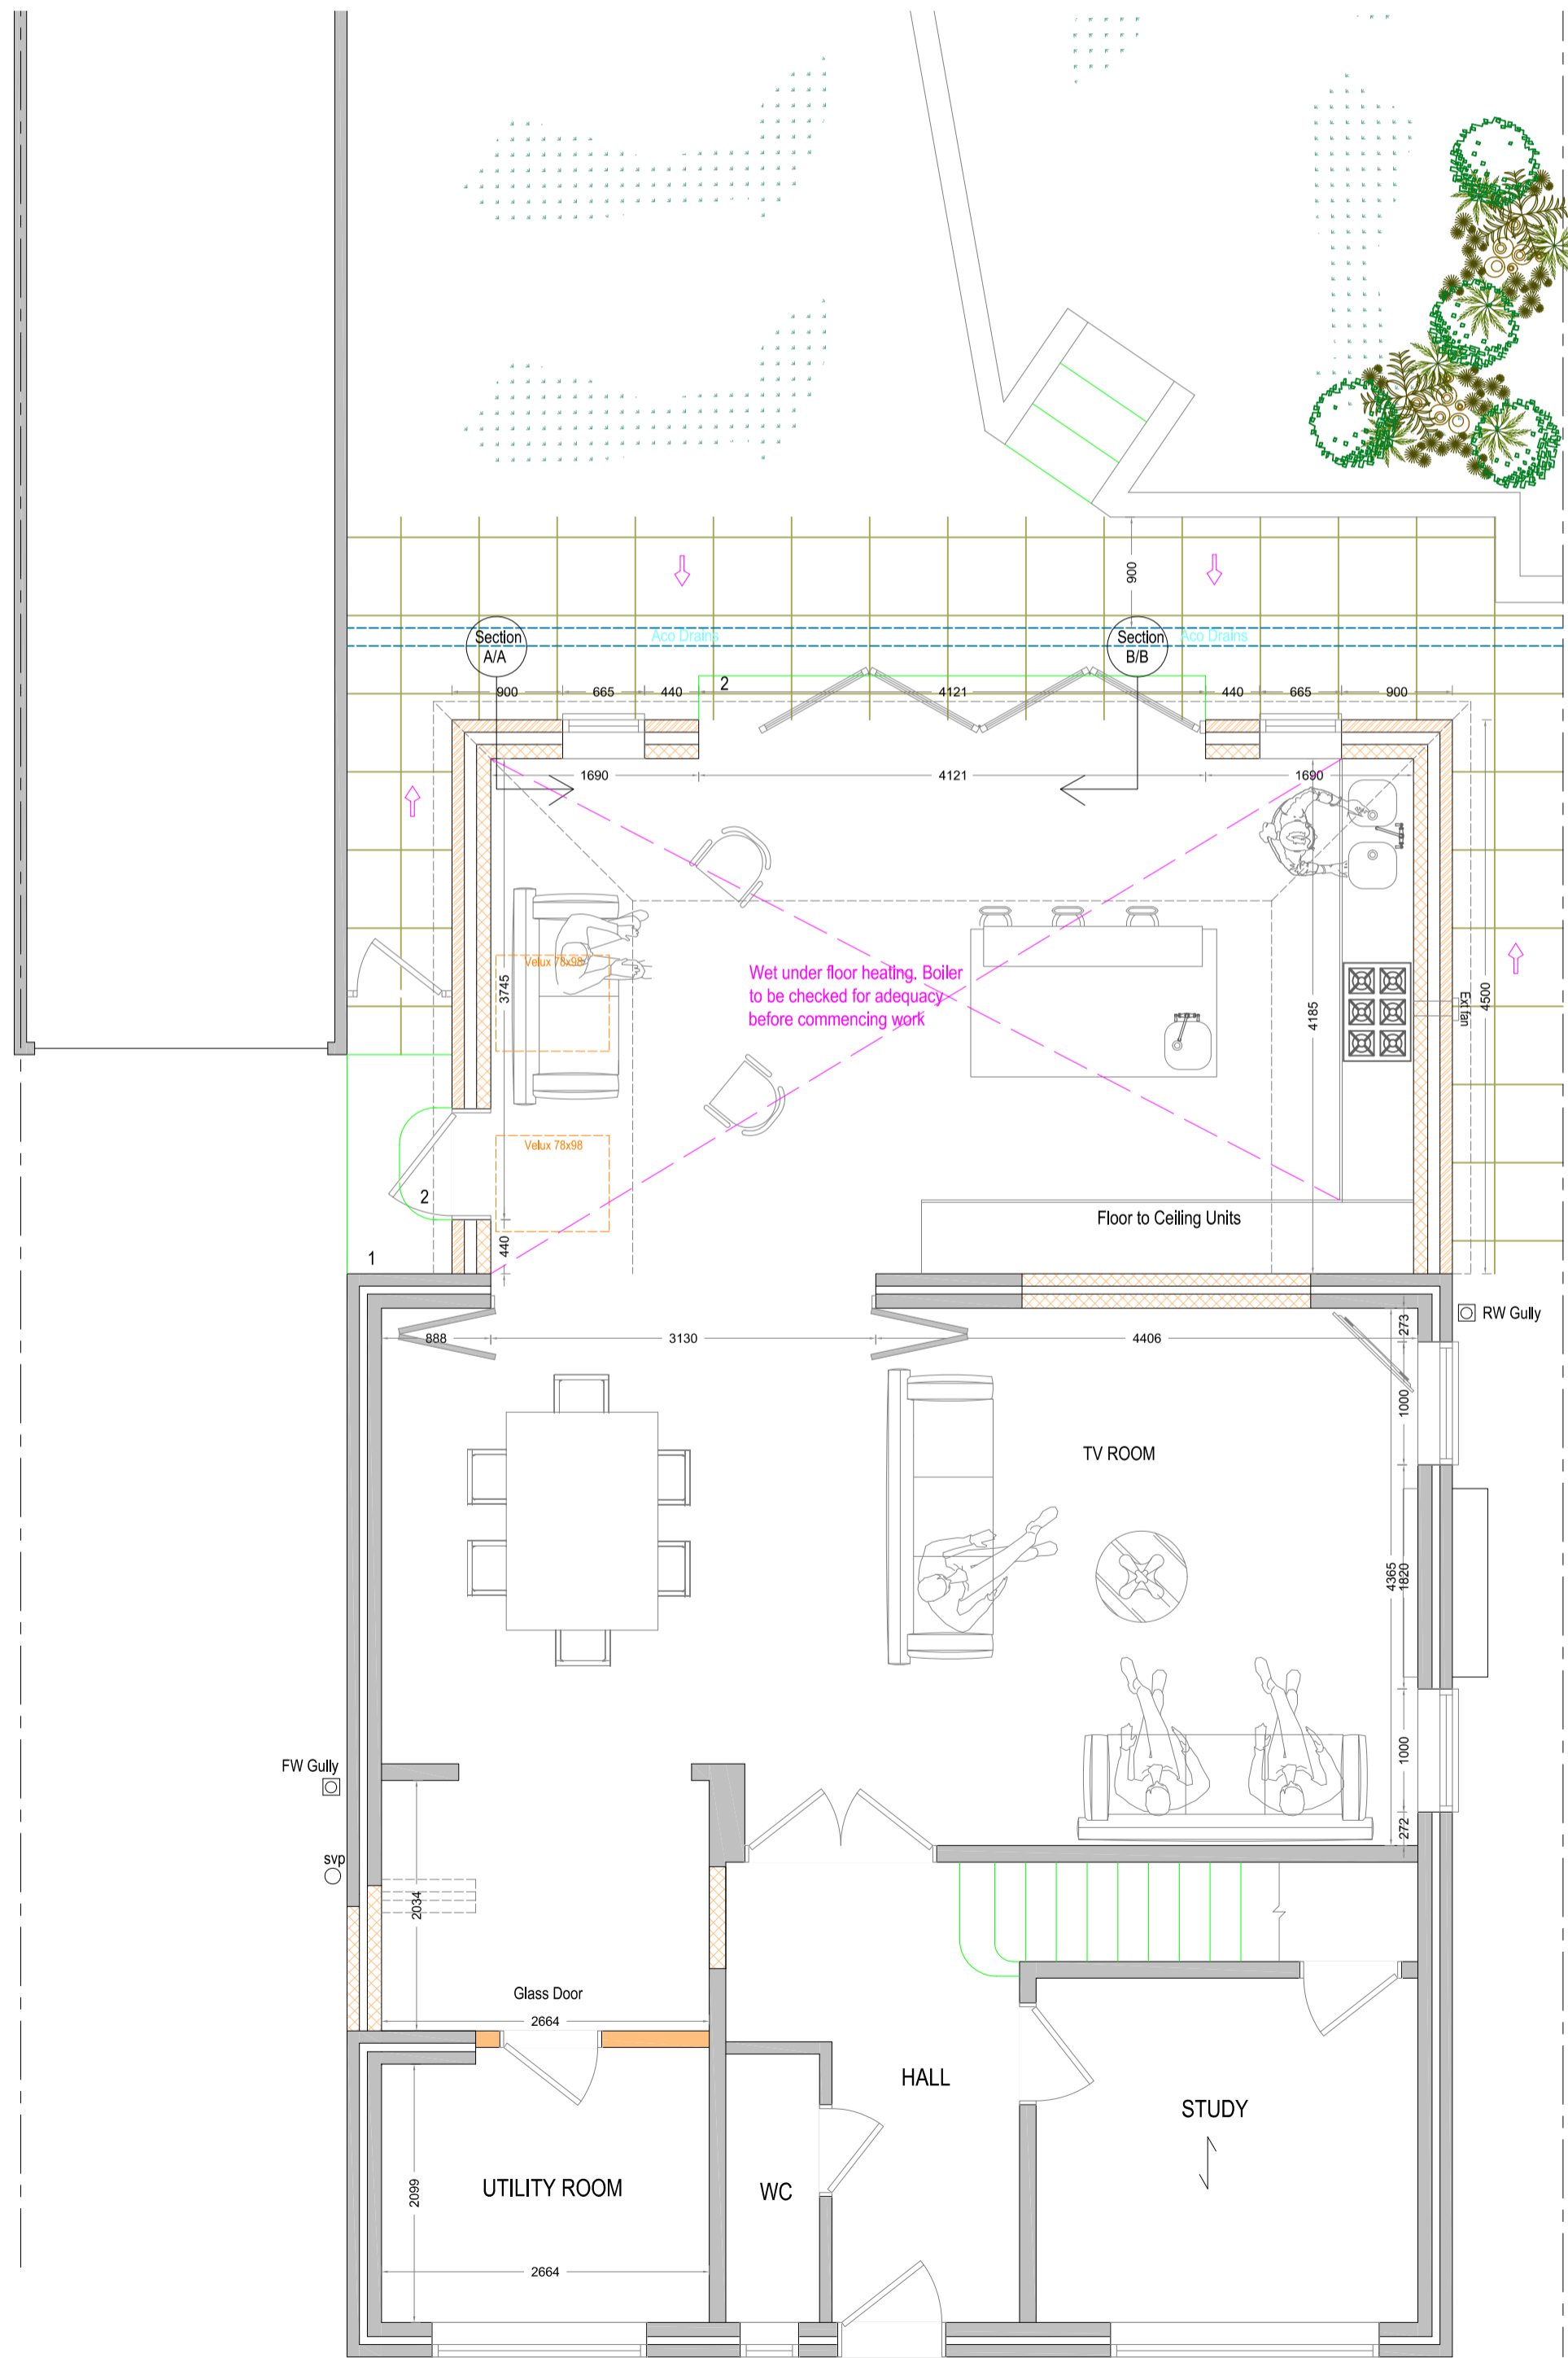 900
Section
A/A
Aco Drains
Section
B/B
Aco Drains
900
665
440
2
4121
440
665
900
1690
4121
1690
Velux 78x98
3745
Wet under floor heating. Boiler
to be checked for adequacy
before commencing work
4185
Ext fan
4500
Velux 78x98
2
440
1
Floor to Ceiling Units
888
3130
4406
273
RW Gully
1000
TV ROOM
4365
1820
1000
272
FW Gully
svp
2034
Glass Door
2664
HALL
STUDY
2099
UTILITY ROOM
WC
2664